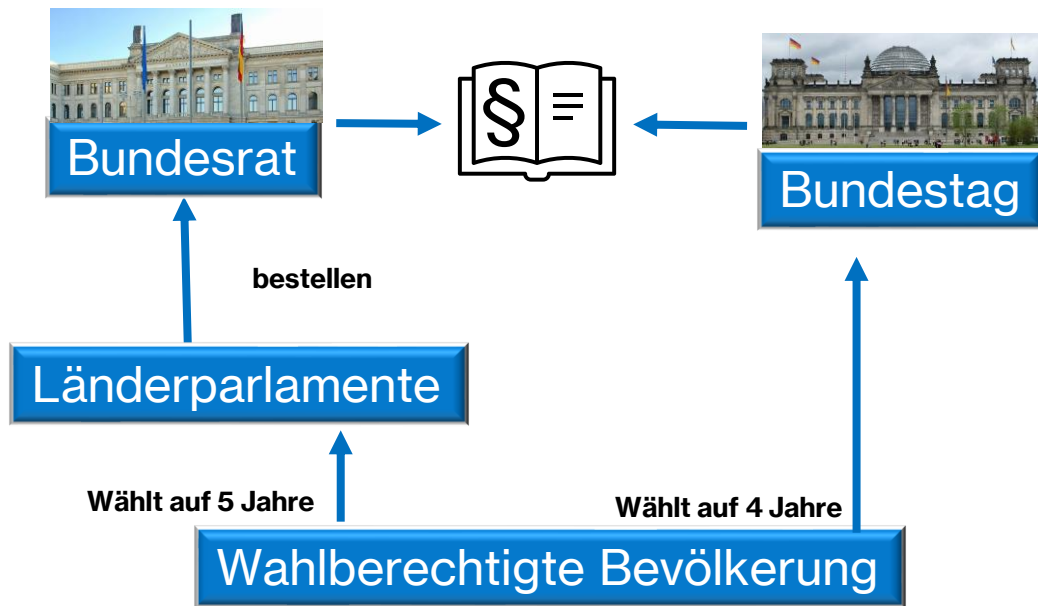 §
Bundesrat
Bundestag
bestellen
Länderparlamente
Wählt auf 5 Jahre
Wählt auf 4 Jahre
Wahlberechtigte Bevölkerung